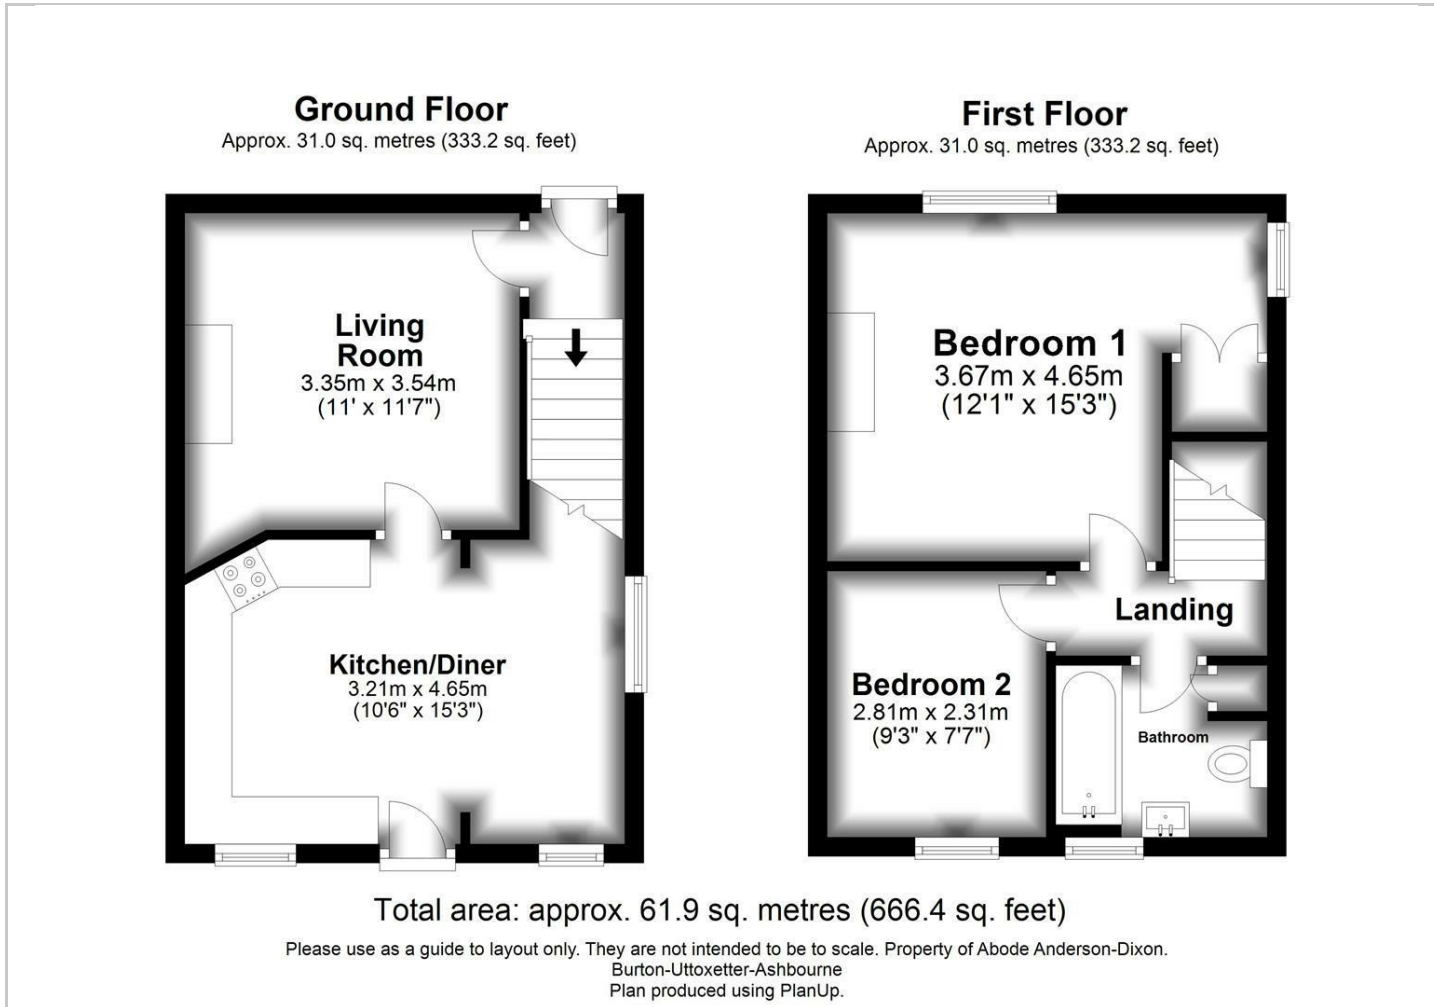 Ground Floor
Approx. 31.0 sq. metres (333.2 sq. feet)
Living
Room
3.35m x 3.54m
(11' x 11'7")
Kitchen/Diner
3.21m x 4.65m
(10'6" x 15'3")
First Floor
Approx. 31.0 sq. metres (333.2 sq. feet)
Bedroom 1
3.67m x 4.65m
(12'1" x 15'3")
Landing
Bedroom 2
2.81m x 2.31m
(9'3" x 7'7")
Bathroom
Total area: approx. 61.9 sq. metres (666.4 sq. feet)
Please use as a guide to layout only. They are not intended to be to scale. Property of Abode Anderson-Dixon.
Burton-Uttoxetter-Ashbourne
Plan produced using PlanUp.